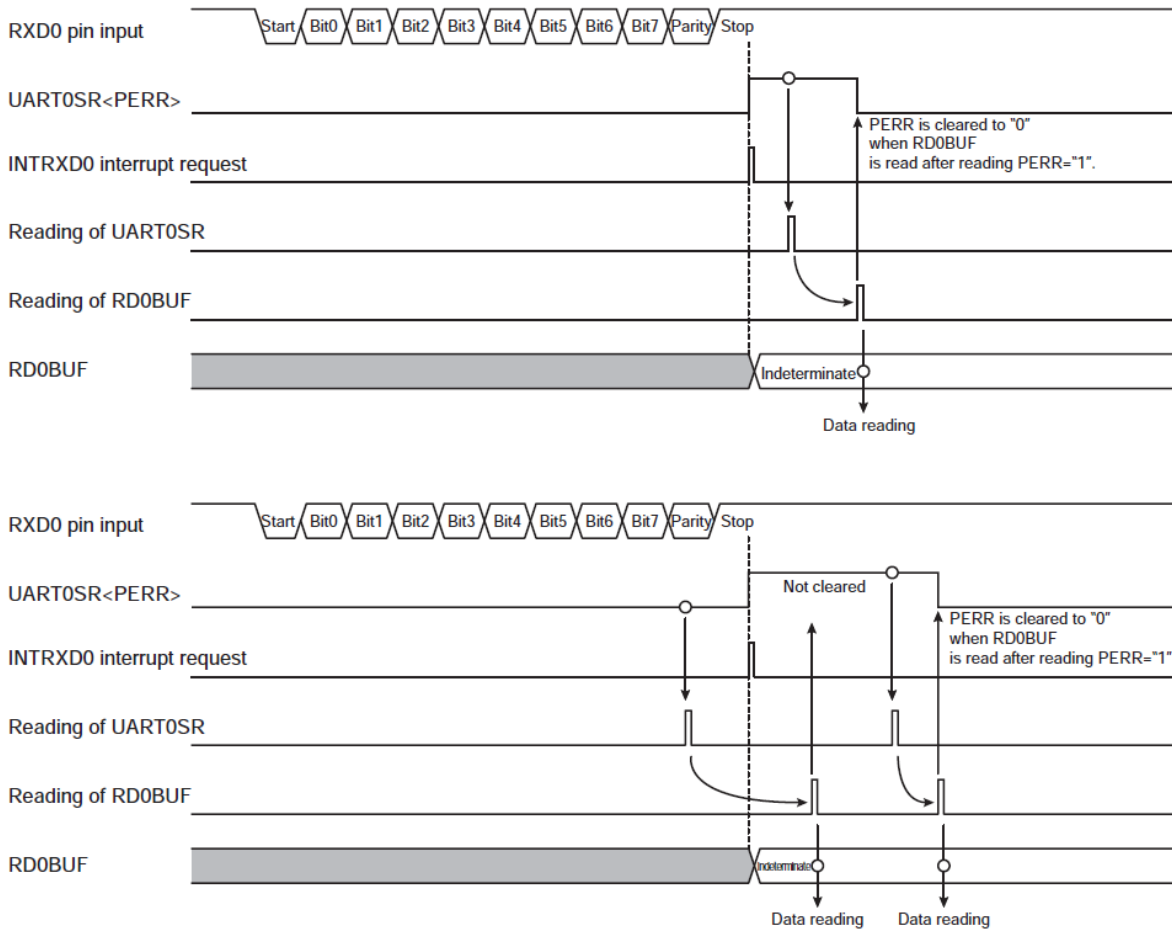 RXD0 pin input
Start Bit0 Bit1 Bit2 Bit3 Bit4 Bit5 Bit6 Bit7 Parity Stop
UART0SR<PERR>
PERR is cleared to "0"
when RD0BUF
is read after reading PERR="1".
INTRXD0 interrupt request
Reading of UART0SR
Reading of RD0BUF
RD0BUF
Indeterminate
Data reading
RXD0 pin input
Start Bit0 Bit1 Bit2 Bit3 Bit4 Bit5 Bit6 Bit7 Parity Stop
UART0SR<PERR>
Not cleared
PERR is cleared to "0"
when RD0BUF
is read after reading PERR="1"
INTRXD0 interrupt request
Reading of UART0SR
Reading of RD0BUF
RD0BUF
Indeterminate
Data reading Data reading